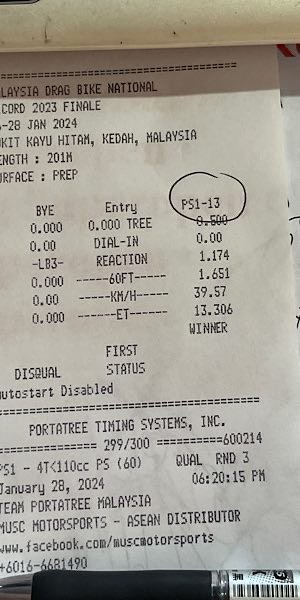 =====================================
LAYSIA DRAG BIKE NATIONAL
CORD 2023 FINALE
-28 JAN 2024
KIT KAYU HITAM, KEDAH, MALAYSIA
ENGTH : 201M
URFACE : PREP
BYE Entry PS1-13
0.000 0.000 TREE 0.500
0.00 DIAL-IN 0.00
-LB3- REACTION 1.174
0.000 ------60FT----- 1.651
0.00 ------KM/H----- 39.57
0.000 -------ET------ 13.306
WINNER
FIRST
DISQUAL STATUS
utostart Disabled
=====================================
PORTATREE TIMING SYSTEMS, INC.
============ 299/300 ==========600214
PS1 - 4T<110cc PS (60) QUAL RND 3
January 28, 2024 06:20:15 PM
TEAM PORTATREE MALAYSIA
MUSC MOTORSPORTS - ASEAN DISTRIBUTOR
www.facebook.com/muscmotorsports
+6016-6681490